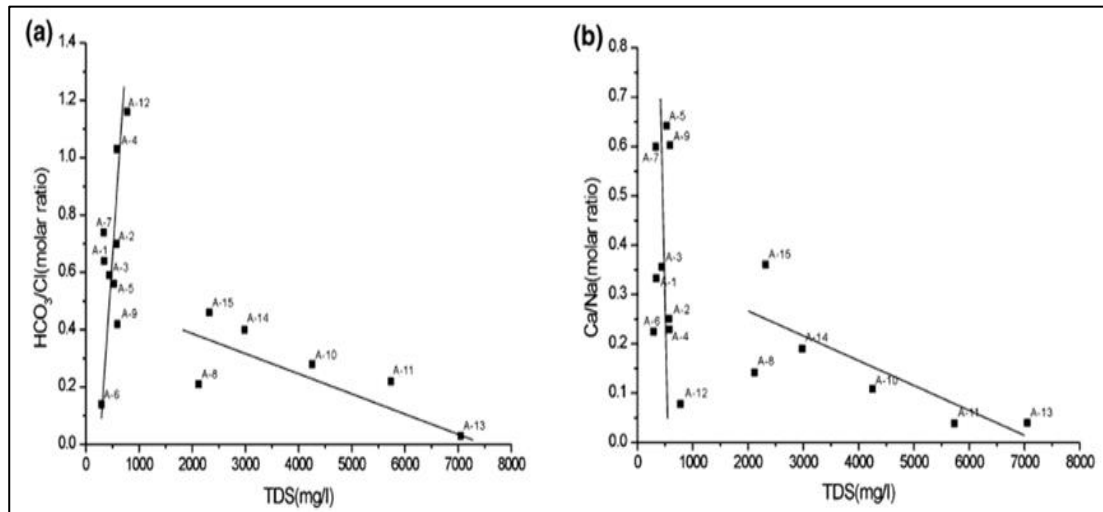 (a)
1.4
1.2
1.0
0.8
0.6
0.4
0.2
0.0
HCO₃/Cl(molar ratio)
A-12
A-4
A-7
A-2
A-1
A-3
A-5
A-9
A-15
A-14
A-10
A-8
A-11
A-6
A-13
0 1000 2000 3000 4000 5000 6000 7000 8000
TDS(mg/l)
(b)
0.8
0.7
0.6
0.5
0.4
0.3
0.2
0.1
0.0
Ca/Na(molar ratio)
A-5
A-9
A-7
A-3
A-15
A-1
A-2
A-6
A-4
A-14
A-8
A-10
A-12
A-11
A-13
0 1000 2000 3000 4000 5000 6000 7000 8000
TDS(mg/l)